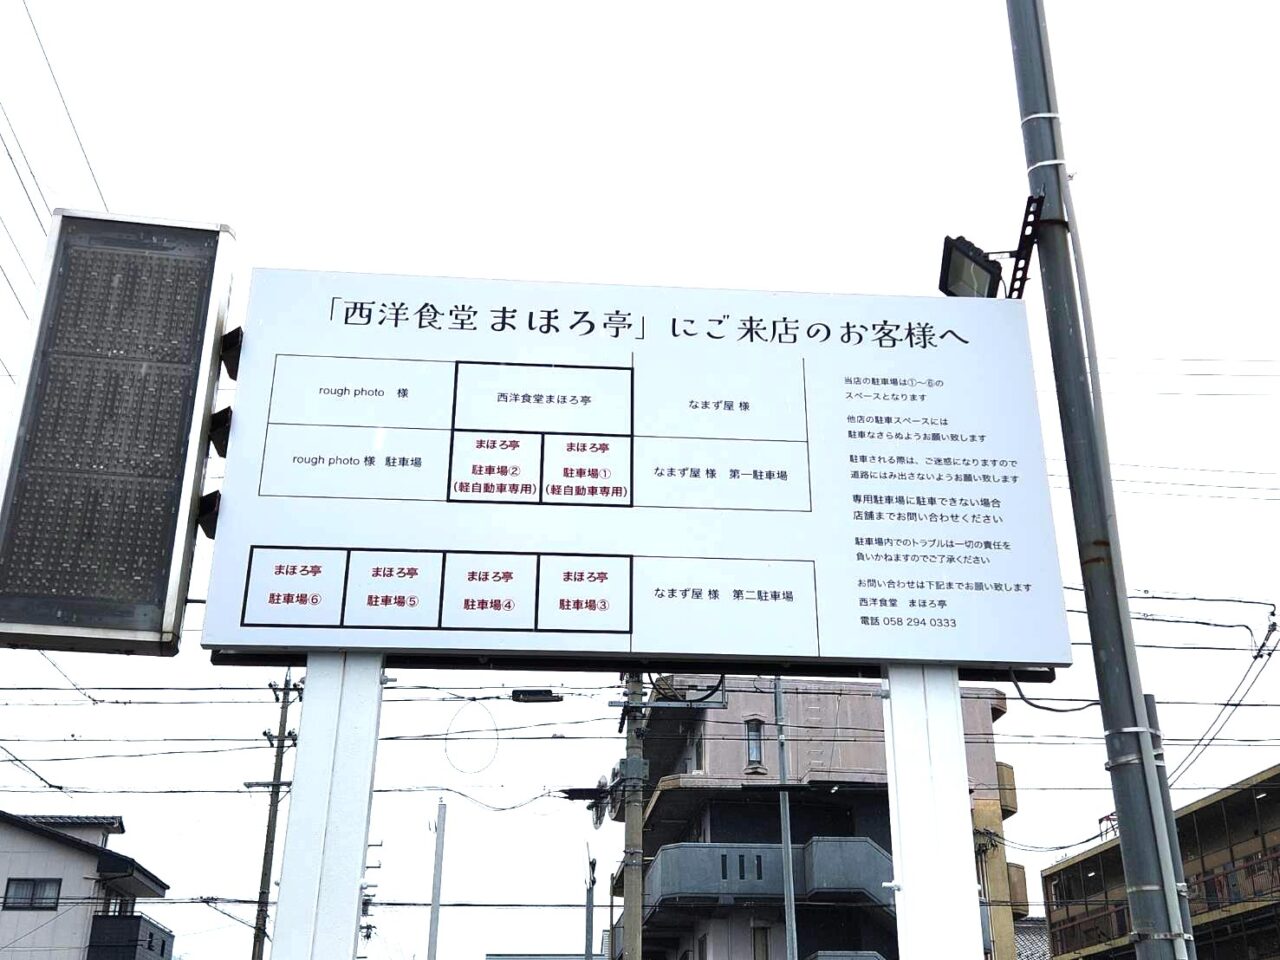 「西洋食堂 まほろ亭」にご来店のお客様へ
rough photo 様
西洋食堂まほろ亭
なまず屋 様
rough photo 様 駐車場
まほろ亭
駐車場②
(軽自動車専用)
まほろ亭
駐車場①
(軽自動車専用)
なまず屋 様 第一駐車場
まほろ亭
駐車場⑥
まほろ亭
駐車場⑤
まほろ亭
駐車場④
まほろ亭
駐車場③
なまず屋 様 第二駐車場
当店の駐車場は①〜⑥の
スペースとなります
他店の駐車スペースには
駐車なさらぬようお願い致します
駐車される際は、ご迷惑になりますので
道路にはみ出さないようお願い致します
専用駐車場に駐車できない場合
店舗までお問い合わせください
駐車場内でのトラブルは一切の責任を
負いかねますのでご了承ください
お問い合わせは下記までお願い致します
西洋食堂 まほろ亭
電話 058 294 0333